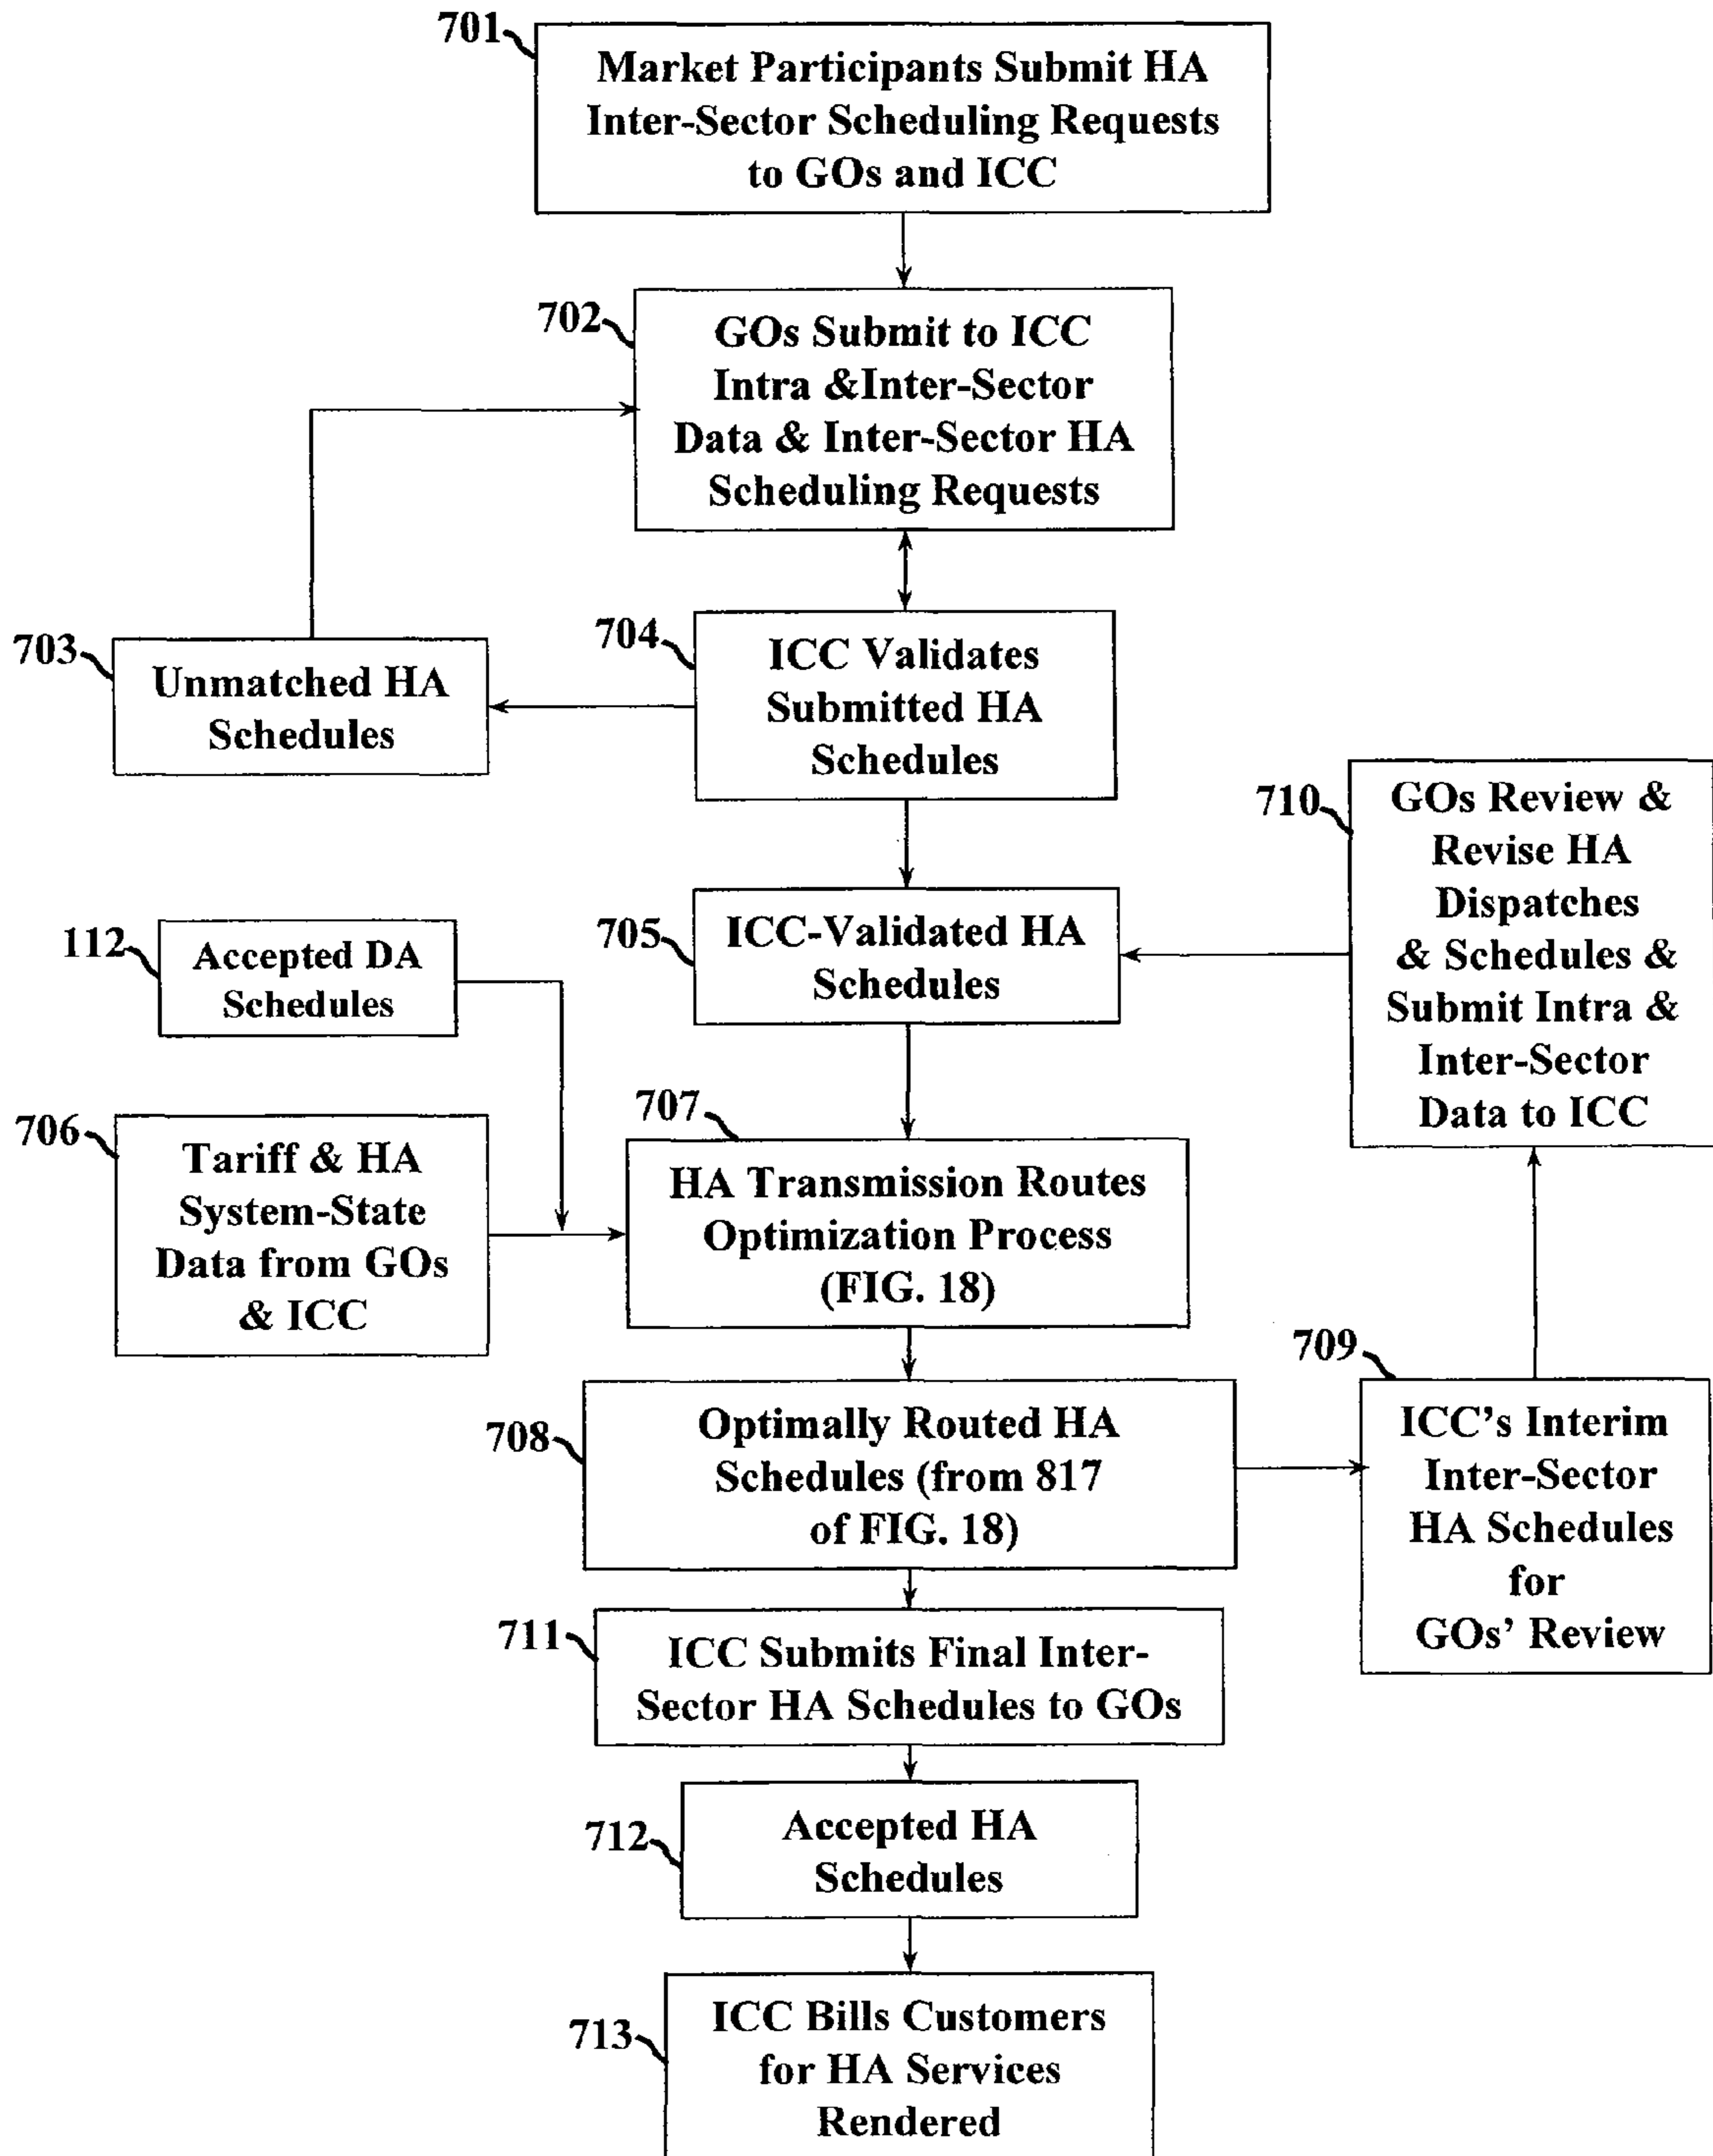 701
Market Participants Submit HA
Inter-Sector Scheduling Requests
to GOs and ICC
702
GOs Submit to ICC
Intra &Inter-Sector
Data & Inter-Sector HA
Scheduling Requests
703
Unmatched HA
Schedules
704
ICC Validates
Submitted HA
Schedules
710
GOs Review &
Revise HA
Dispatches
& Schedules &
Submit Intra &
Inter-Sector
Data to ICC
112
Accepted DA
Schedules
705
ICC-Validated HA
Schedules
706
Tariff & HA
System-State
Data from GOs
& ICC
707
HA Transmission Routes
Optimization Process
(FIG. 18)
708
Optimally Routed HA
Schedules (from 817
of FIG. 18)
709
ICC’s Interim
Inter-Sector
HA Schedules
for
GOs’ Review
711
ICC Submits Final Inter-
Sector HA Schedules to GOs
712
Accepted HA
Schedules
713
ICC Bills Customers
for HA Services
Rendered